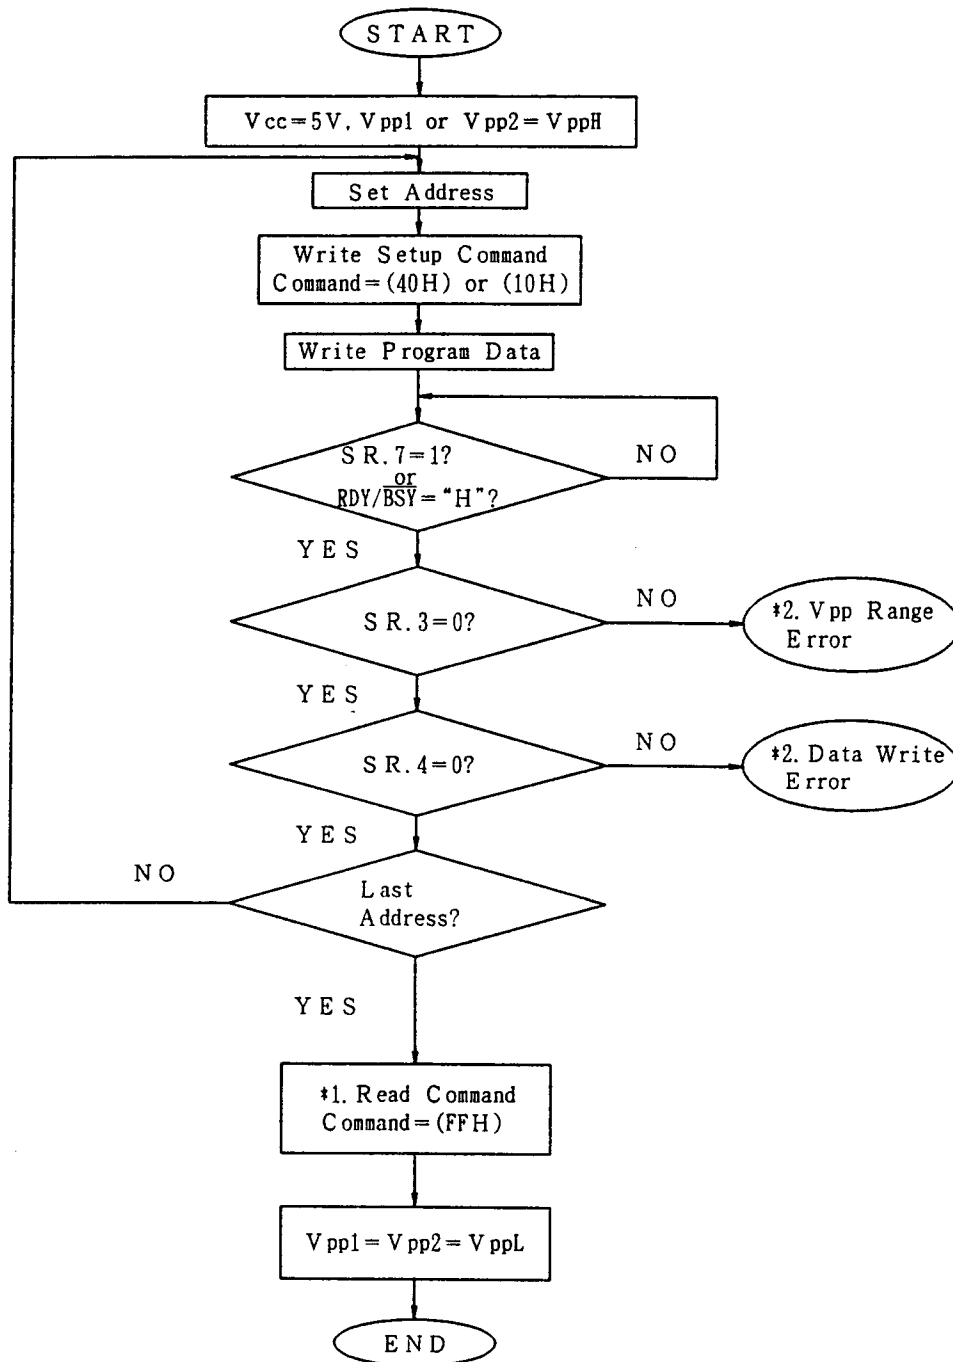 START
Vcc=5V, Vpp1 or Vpp2=VppH
Set Address
Write Setup Command
Command=(40H) or (10H)
Write Program Data
SR.7=1?
or
RDY/BSY="H"?
NO
YES
SR.3=0?
NO
*2. Vpp Range
Error
YES
SR.4=0?
NO
*2. Data Write
Error
YES
NO
Last
Address?
YES
*1. Read Command
Command=(FFH)
Vpp1=Vpp2=VppL
END